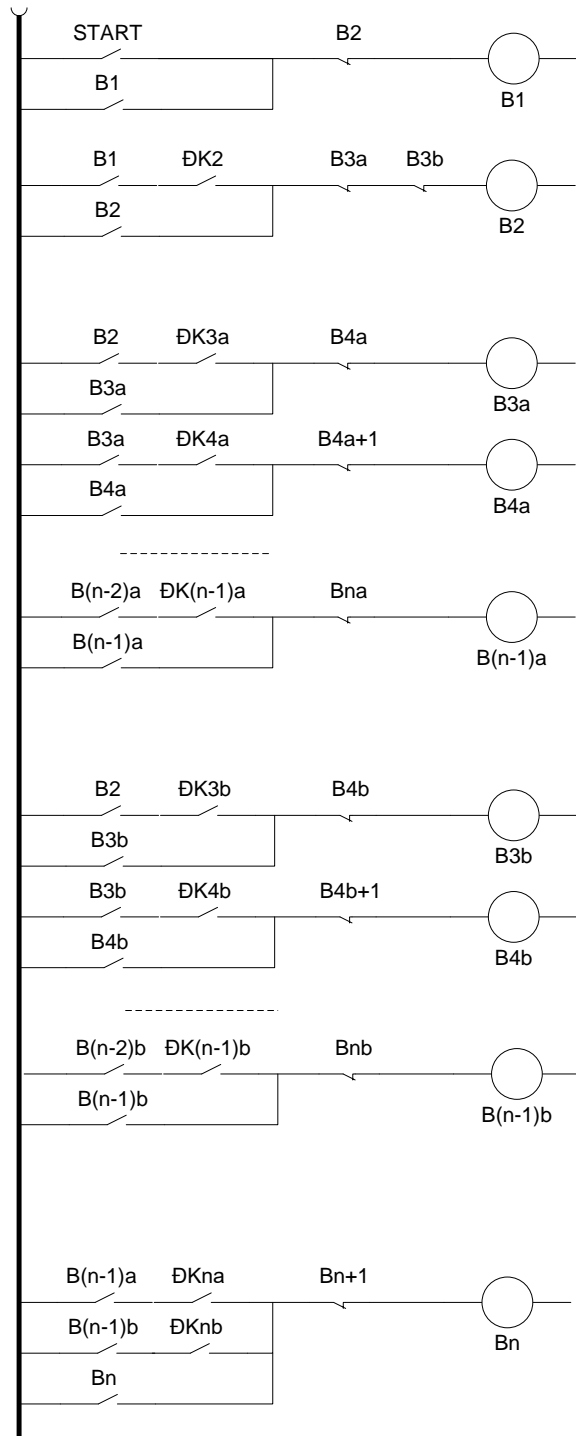 START B2
B1 B1
B1 ĐK2 B3a B3b
B2 B2
B2 ĐK3a B4a
B3a B3a
B3a ĐK4a B4a+1
B4a B4a
B(n-2)a ĐK(n-1)a Bna
B(n-1)a B(n-1)a
B2 ĐK3b B4b
B3b B3b
B3b ĐK4b B4b+1
B4b B4b
B(n-2)b ĐK(n-1)b Bnb
B(n-1)b B(n-1)b
B(n-1)a ĐKna Bn+1
B(n-1)b ĐKnb Bn
Bn